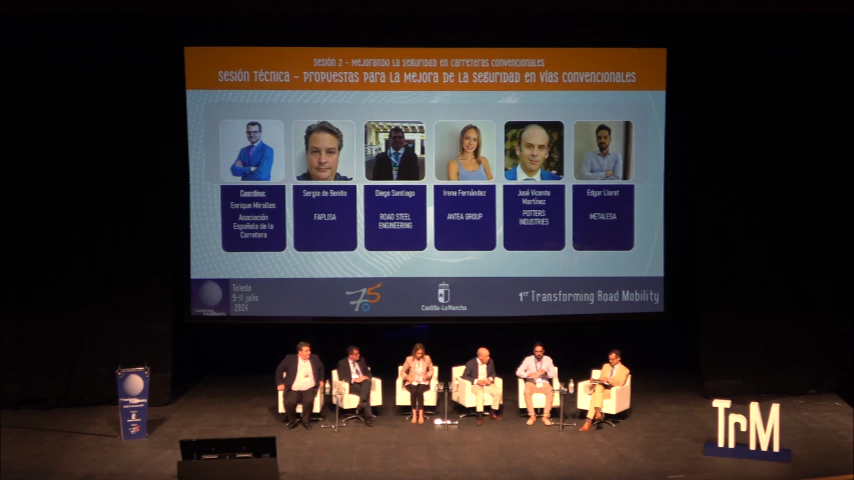 Sesión 2 - Mejorando la seguridad en carreteras convencionales
Sesión Técnica - Propuestas para la mejora de la seguridad en vías convencionales
Coordina:
Enrique Miralles
Asociación
Española de la
Carretera
Sergio de Benito
FAPLISA
Diego Santiago
ROAD STEEL
ENGINEERING
Irene Fernández
ANTEA GROUP
José Vicente
Martínez
POTTERS
INDUSTRIES
Edgar Lloret
METALESA
Toledo
9-11 julio
2024
75
Castilla-La Mancha
1ST Transforming Road Mobility
TrM